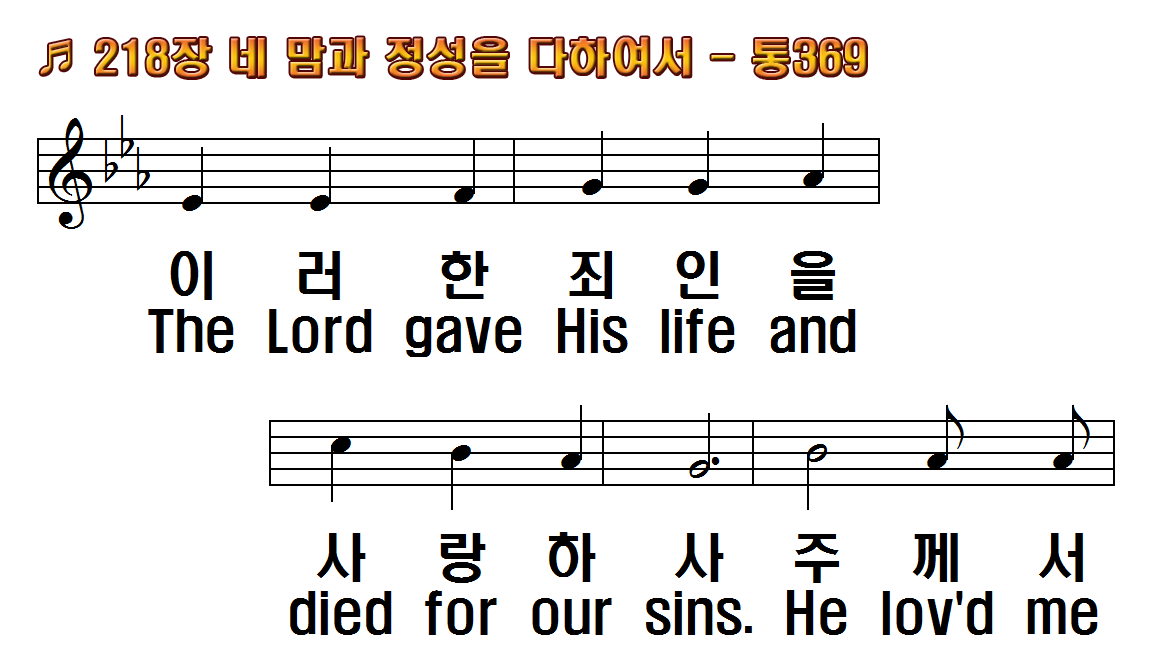 ♬ 218장 네 맘과 정성을 다하여서 - 통369
이 러 한 죄 인 을
The Lord gave His life and
사 랑 하 사 주 께 서
died for our sins. He lov'd me